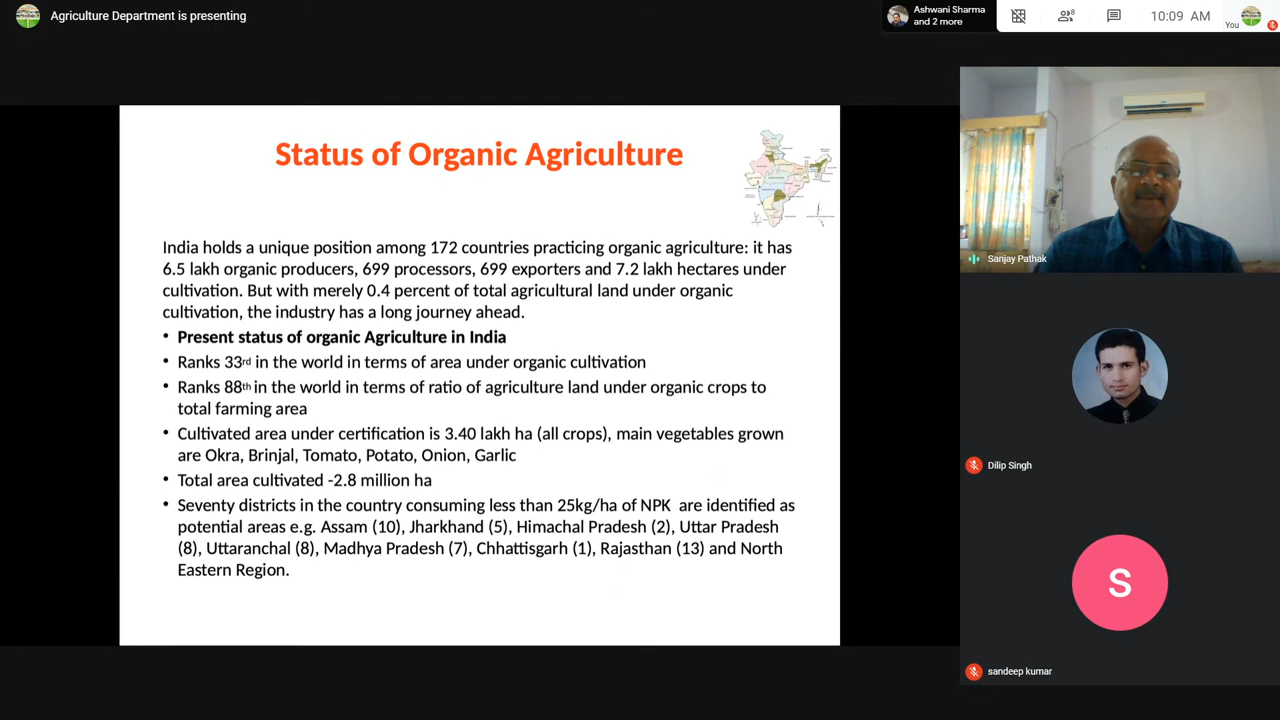 Agriculture Department is presenting
Ashwani Sharma
and 2 more
8
10:09 AM
You
Status of Organic Agriculture
India holds a unique position among 172 countries practicing organic agriculture: it has
6.5 lakh organic producers, 699 processors, 699 exporters and 7.2 lakh hectares under
cultivation. But with merely 0.4 percent of total agricultural land under organic
cultivation, the industry has a long journey ahead.
• Present status of organic Agriculture in India
• Ranks 33rd in the world in terms of area under organic cultivation
• Ranks 88th in the world in terms of ratio of agriculture land under organic crops to
total farming area
• Cultivated area under certification is 3.40 lakh ha (all crops), main vegetables grown
are Okra, Brinjal, Tomato, Potato, Onion, Garlic
• Total area cultivated -2.8 million ha
• Seventy districts in the country consuming less than 25kg/ha of NPK are identified as
potential areas e.g. Assam (10), Jharkhand (5), Himachal Pradesh (2), Uttar Pradesh
(8), Uttaranchal (8), Madhya Pradesh (7), Chhattisgarh (1), Rajasthan (13) and North
Eastern Region.
Sanjay Pathak
Dilip Singh
S
sandeep kumar